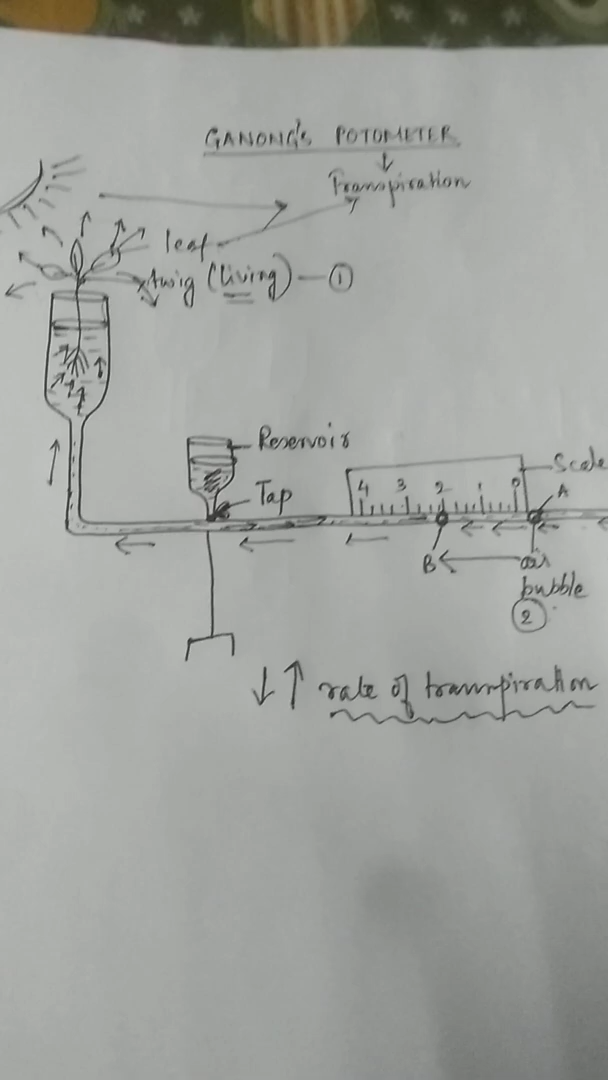 GANONG'S POTOMETER
Transpiration
leaf
twig (living) — ①
Reservoir
Tap
4 3 2 1 0
Scale
A
B
air
bubble
②
↓ ↑ rate of transpiration